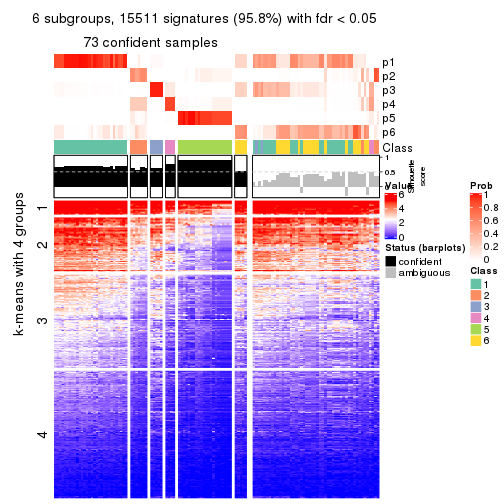 6 subgroups, 15511 signatures (95.8%) with fdr < 0.05
73 confident samples
p1
p2
p3
p4
p5
p6
Class
1
0.5
0
Silhouette
score
k-means with 4 groups
1
2
3
4
Value
6
4
2
0
Status (barplots)
confident
ambiguous
Prob
1
0.8
0.6
0.4
0.2
0
Class
1
2
3
4
5
6